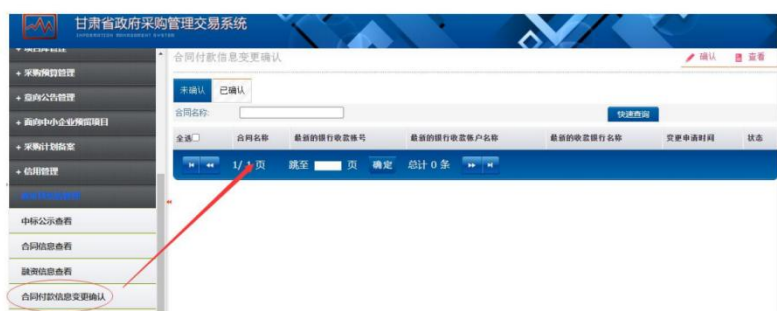 甘肃省政府采购管理交易系统
+ 采购预算管理
+ 意向公告管理
+ 面向中小企业预留项目
+ 采购计划备案
+ 信用管理
中标公示查看
合同信息查看
融资信息查看
合同付款信息变更确认
合同付款信息变更确认
确认 查看
未确认 已确认
合同名称:
快速查询
全选 合同名称 最新的银行收款账号 最新的银行收款账户名称 最新的收款银行名称 变更申请时间 状态
1/ 1 页 跳至 页 确定 总计 0 条